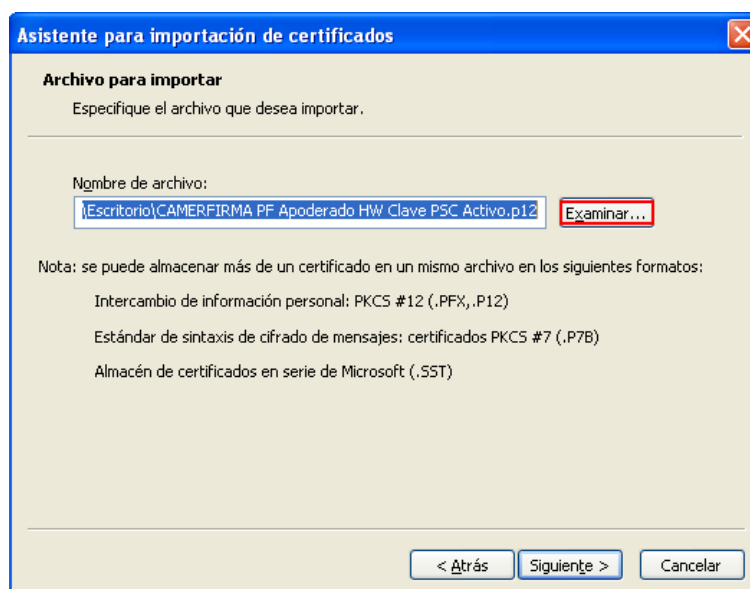 Asistente para importación de certificados
Archivo para importar
Especifique el archivo que desea importar.
Nombre de archivo:
\Escritorio\CAMERFIRMA PF Apoderado HW Clave PSC Activo.p12
Examinar...
Nota: se puede almacenar más de un certificado en un mismo archivo en los siguientes formatos:
Intercambio de información personal: PKCS #12 (.PFX,.P12)
Estándar de sintaxis de cifrado de mensajes: certificados PKCS #7 (.P7B)
Almacén de certificados en serie de Microsoft (.SST)
< Atrás
Siguiente >
Cancelar